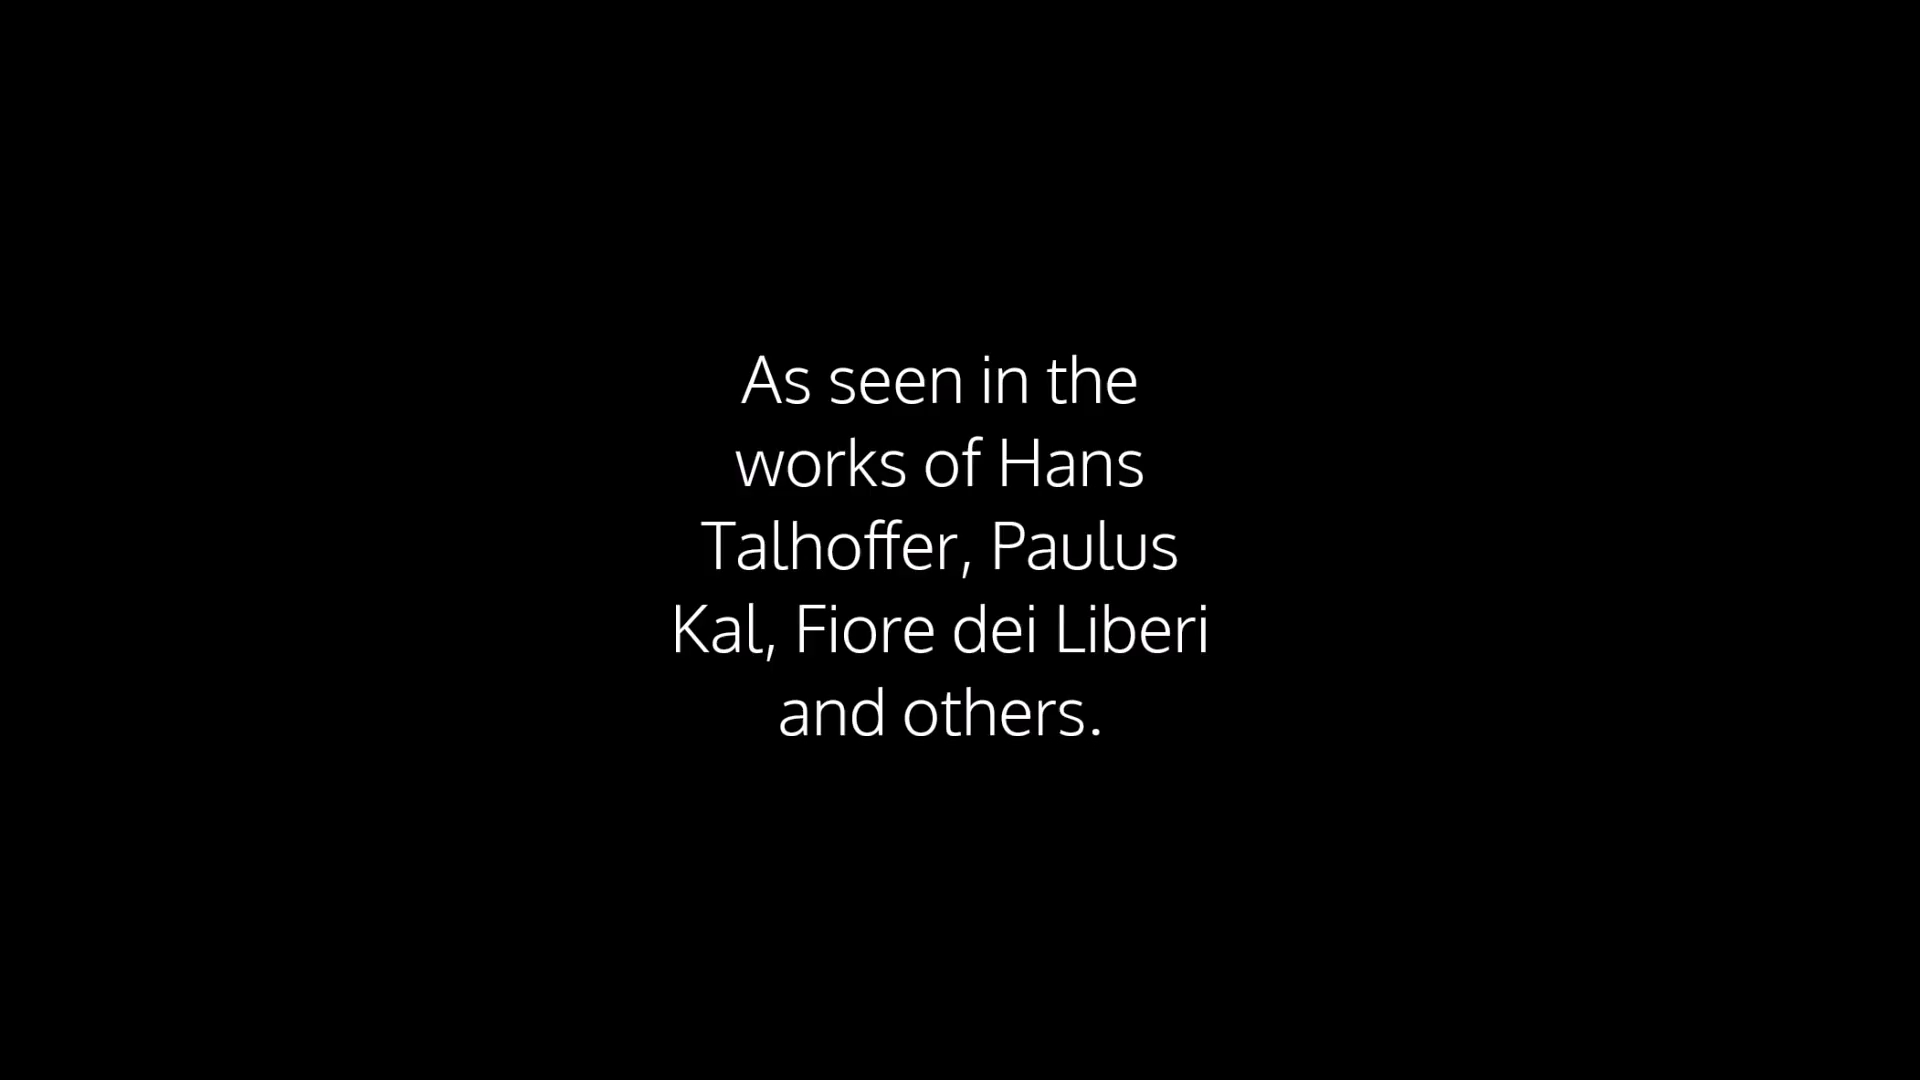 As seen in the
works of Hans
Talhoffer, Paulus
Kal, Fiore dei Liberi
and others.